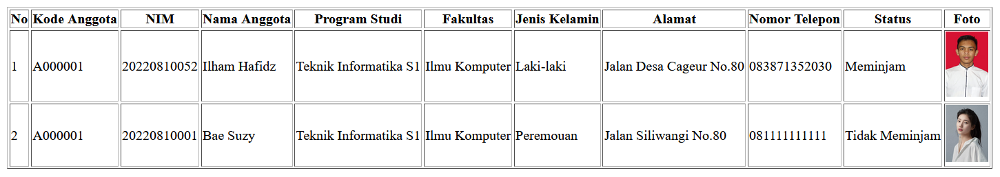 No Kode Anggota NIM Nama Anggota Program Studi Fakultas Jenis Kelamin Alamat Nomor Telepon Status Foto
1 A000001 20220810052 Ilham Hafidz Teknik Informatika S1 Ilmu Komputer Laki-laki Jalan Desa Cageur No.80 083871352030 Meminjam
2 A000001 20220810001 Bae Suzy Teknik Informatika S1 Ilmu Komputer Peremouan Jalan Siliwangi No.80 081111111111 Tidak Meminjam